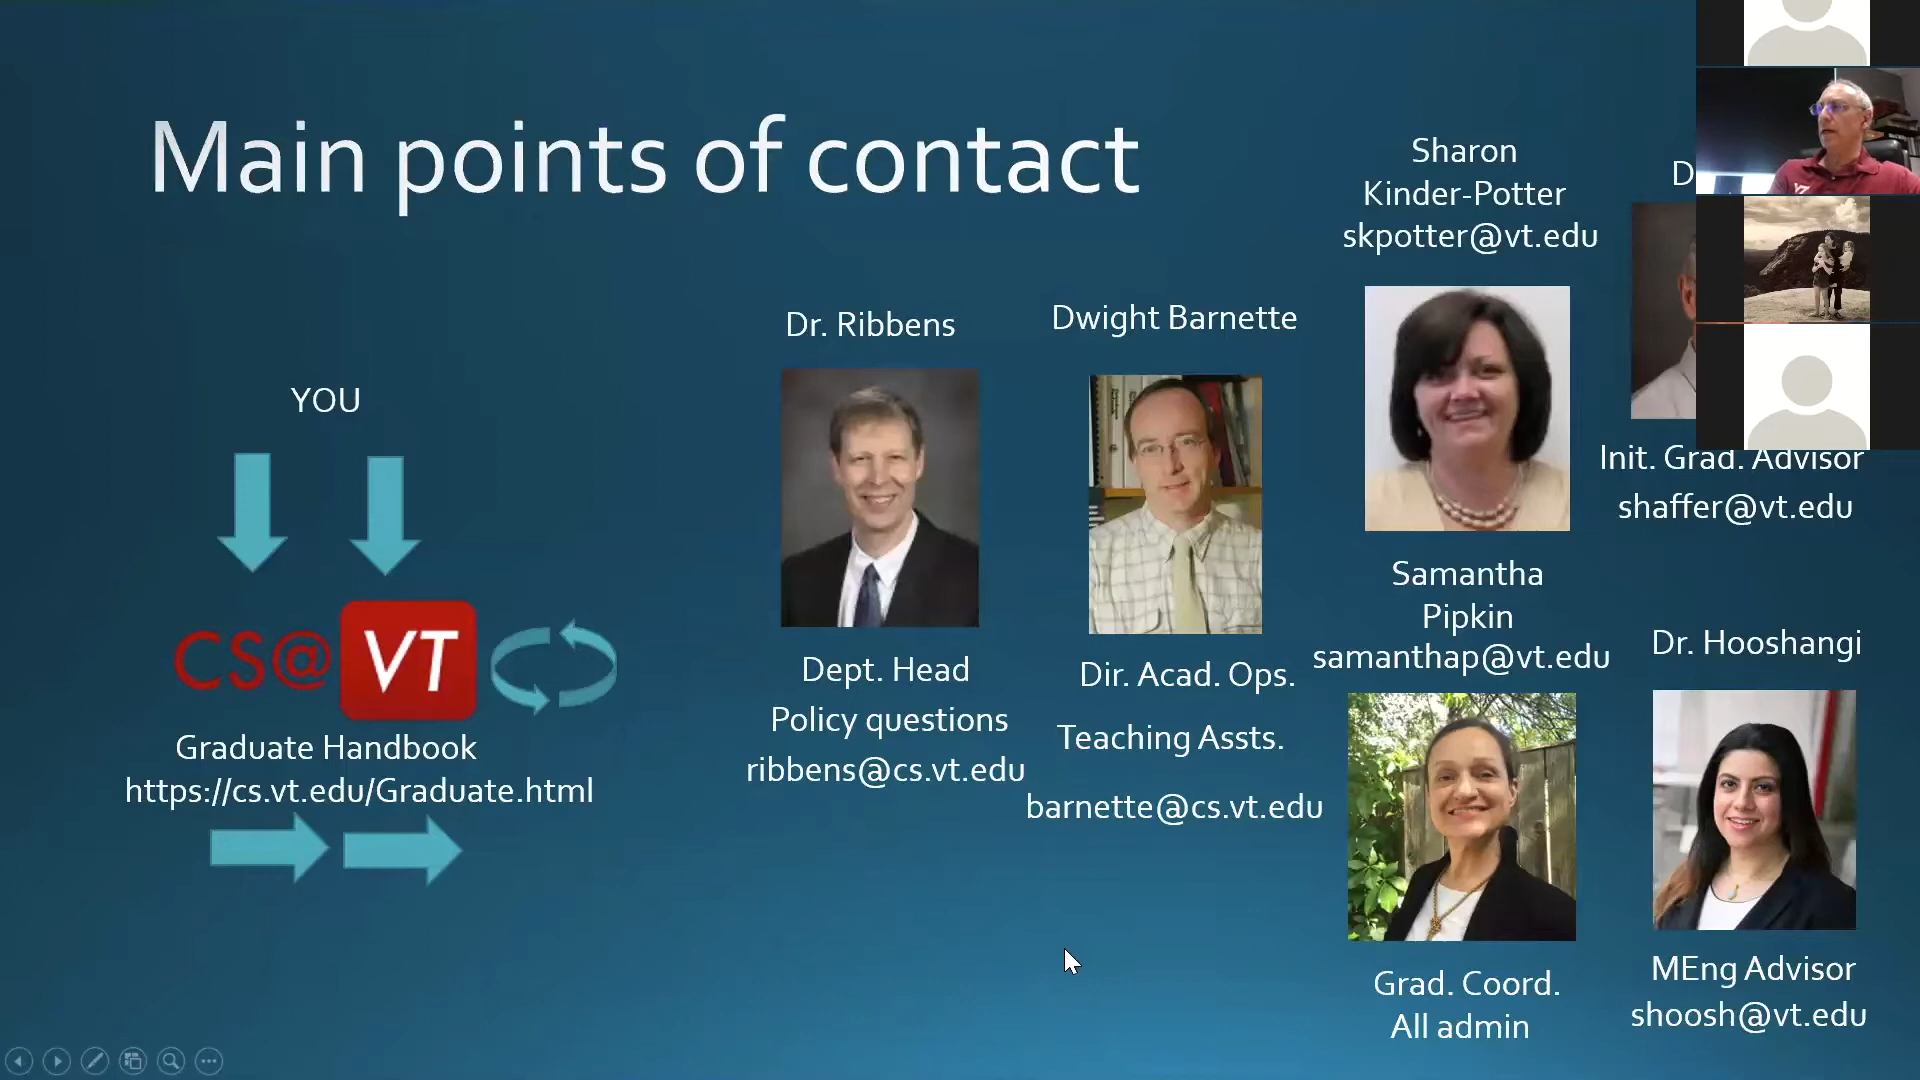 Main points of contact
YOU
CS@VT
Graduate Handbook
https://cs.vt.edu/Graduate.html
Dr. Ribbens
Dept. Head
Policy questions
ribbens@cs.vt.edu
Dwight Barnette
Dir. Acad. Ops.
Teaching Assts.
barnette@cs.vt.edu
Sharon
Kinder-Potter
skpotter@vt.edu
Samantha
Pipkin
samanthap@vt.edu
Grad. Coord.
All admin
Init. Grad. Advisor
shaffer@vt.edu
Dr. Hooshangi
MEng Advisor
shoosh@vt.edu